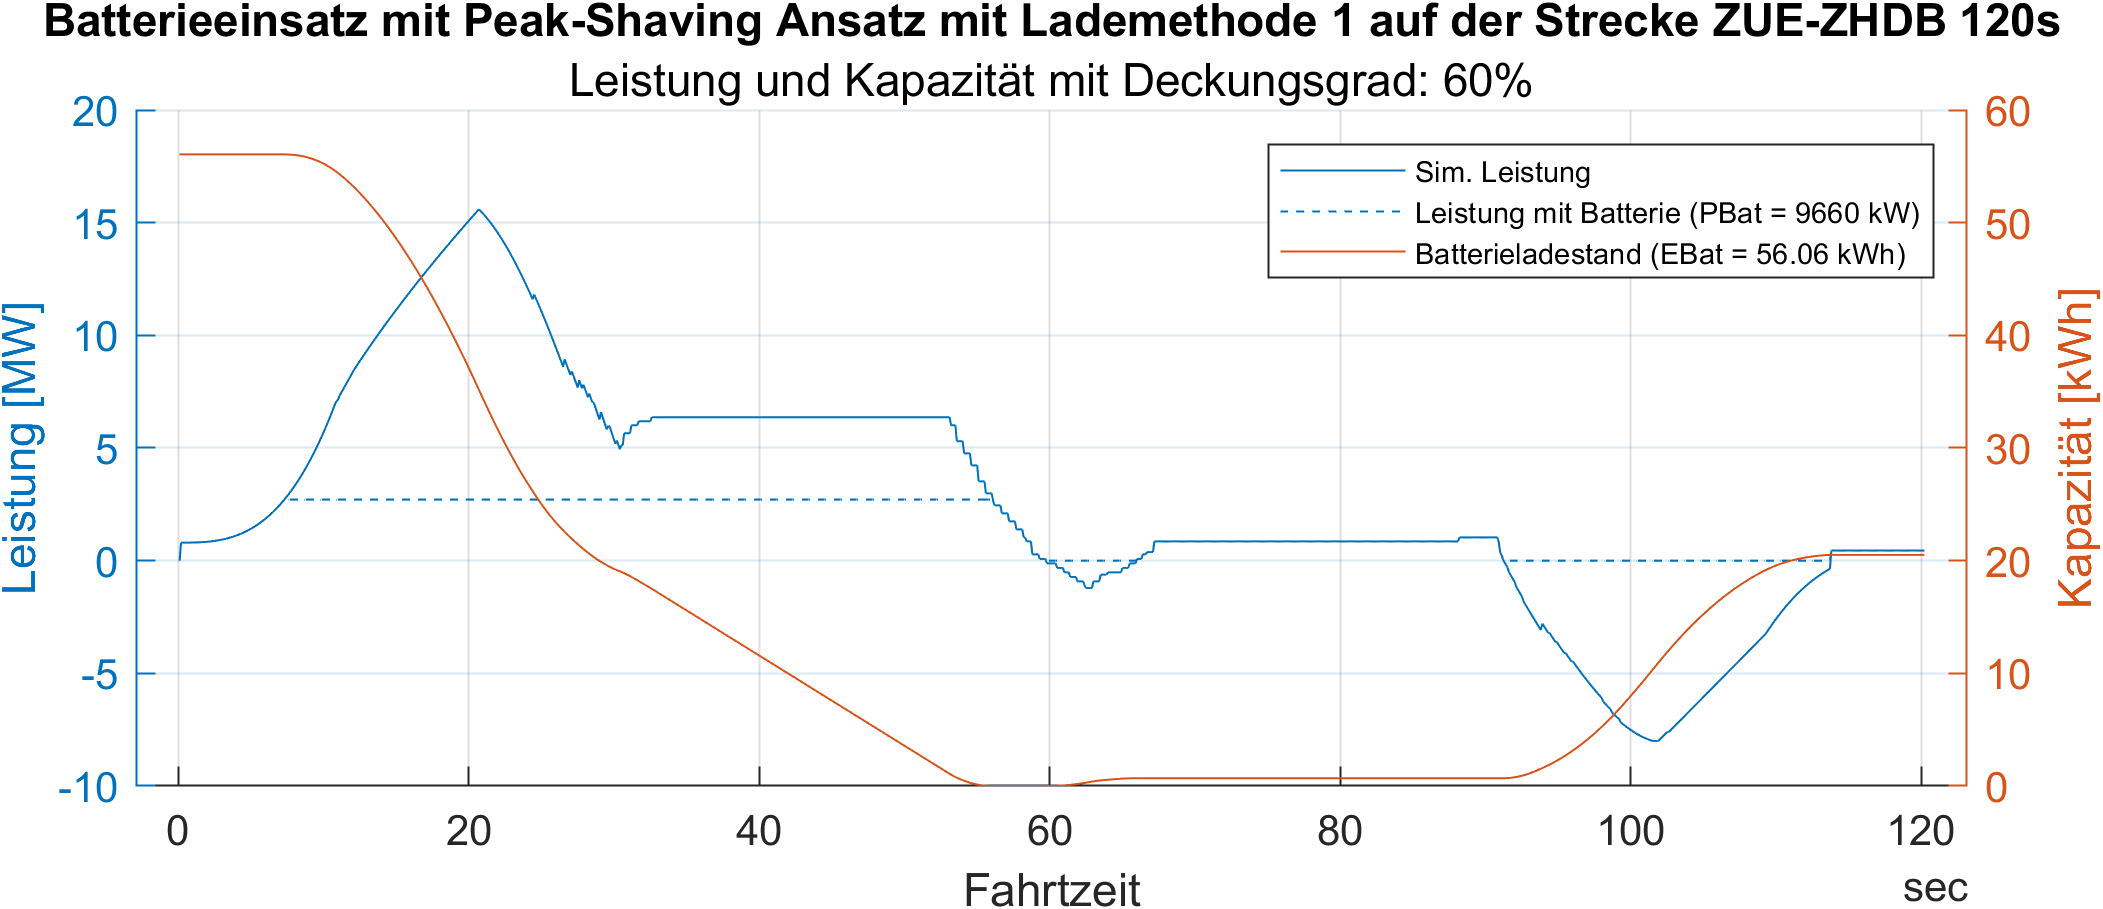 Batterieeinsatz mit Peak-Shaving Ansatz mit Lademethode 1 auf der Strecke ZUE-ZHDB 120s
Leistung und Kapazität mit Deckungsgrad: 60%
Leistung [MW]
20
15
10
5
0
-5
-10
Sim. Leistung
Leistung mit Batterie (PBat = 9660 kW)
Batterieladestand (EBat = 56.06 kWh)
60
50
40
30
20
10
0
Kapazität [kWh]
0 20 40 60 80 100 120
Fahrtzeit
sec